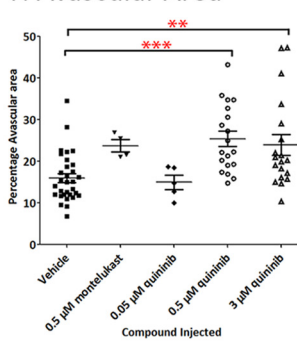 **
***
Percentage Avascular area
50
40
30
20
10
0
Vehicle
0.5 µM montelukast
0.05 µM quininib
0.5 µM quininib
3 µM quininib
Compound Injected